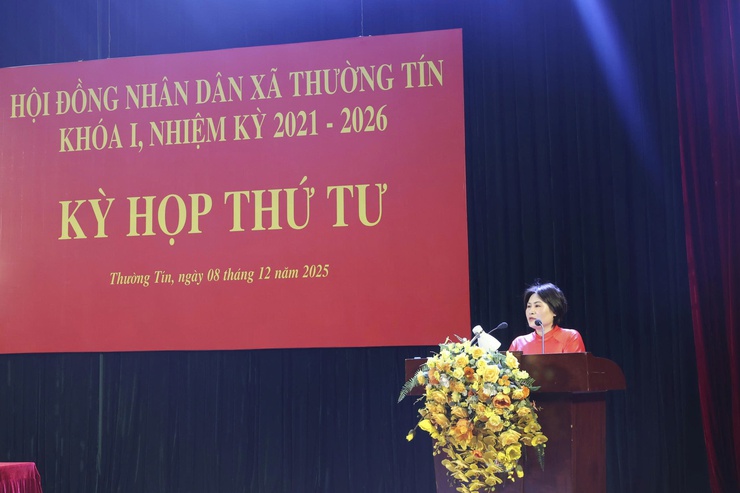 HỘI ĐỒNG NHÂN DÂN XÃ THƯỜNG TÍN
KHÓA I, NHIỆM KỲ 2021 - 2026
KỲ HỌP THỨ TƯ
Thường Tín, ngày 08 tháng 12 năm 2025